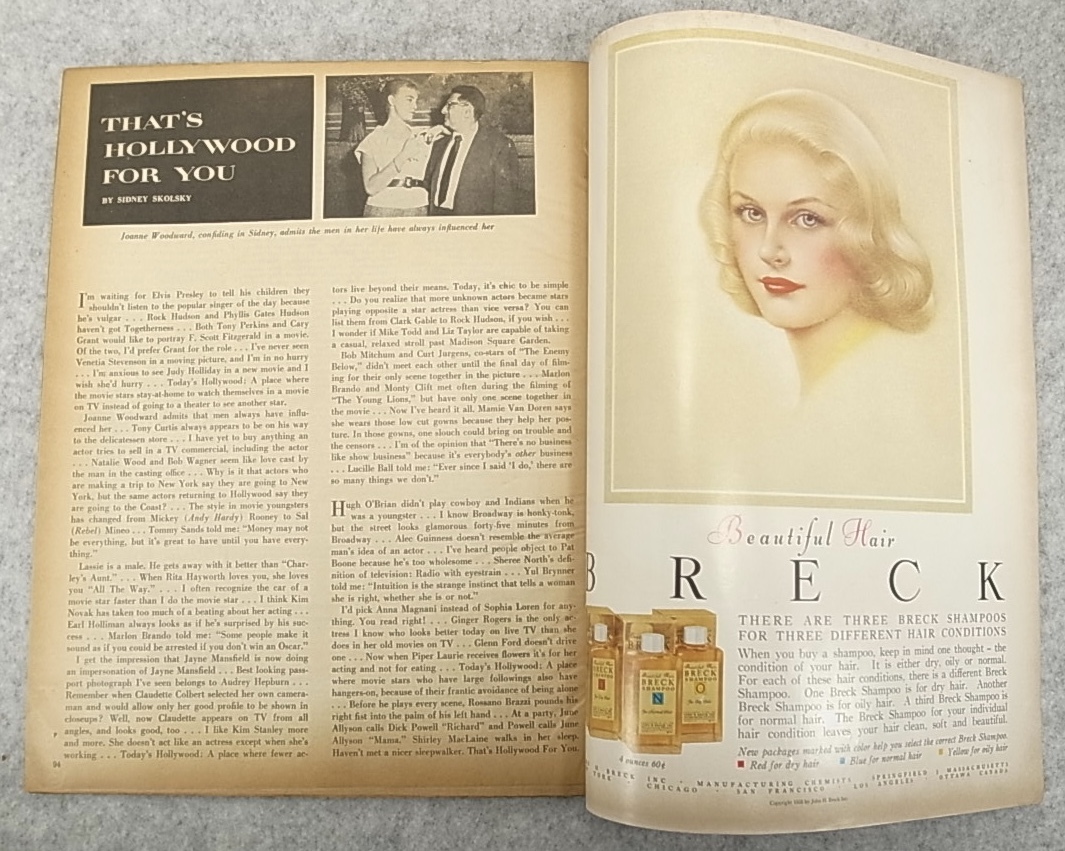 THAT'S
HOLLYWOOD
FOR YOU
BY SIDNEY SKOLSKY
Joanne Woodward, confiding in Sidney, admits the men in her life have always influenced her
I'm waiting for Elvis Presley to tell his children they
shouldn't listen to the popular singer of the day because
he's vulgar . . . Rock Hudson and Phyllis Gates Hudson
haven't got Togetherness . . . Both Tony Perkins and Cary
Grant would like to portray F. Scott Fitzgerald in a movie.
Of the two, I'd prefer Grant for the role . . . I've never seen
Venetia Stevenson in a moving picture, and I'm in no hurry
. . . I'm anxious to see Judy Holliday in a new movie and I
wish she'd hurry . . . Today's Hollywood: A place where
the movie stars stay-at-home to watch themselves in a movie
on TV instead of going to a theater to see another star.
Joanne Woodward admits that men always have influ-
enced her . . . Tony Curtis always appears to be on his way
to the delicatessen store . . . I have yet to buy anything an
actor tries to sell in a TV commercial, including the actor
. . . Natalie Wood and Bob Wagner seem like love cast by
the man in the casting office . . . Why is it that actors who
are making a trip to New York say they are going to New
York, but the same actors returning to Hollywood say they
are going to the Coast? . . . The style in movie youngsters
has changed from Mickey (Andy Hardy) Rooney to Sal
(Rebel) Mineo . . . Tommy Sands told me: "Money may not
be everything, but it's great to have until you have every-
thing."
Lassie is a male. He gets away with it better than "Char-
ley's Aunt." . . . When Rita Hayworth loves you, she loves
you "All The Way." . . . I often recognize the car of a
movie star faster than I do the movie star . . . I think Kim
Novak has taken too much of a beating about her acting . . .
Earl Holliman always looks as if he's surprised by his suc-
cess . . . Marlon Brando told me: "Some people make it
sound as if you could be arrested if you don't win an Oscar."
I get the impression that Jayne Mansfield is now doing
an impersonation of Jayne Mansfield . . . Best looking pass-
port photograph I've seen belongs to Audrey Hepburn . . .
Remember when Claudette Colbert selected her own camera-
man and would allow only her good profile to be shown in
closeups? Well, now Claudette appears on TV from all
angles, and looks good, too . . . I like Kim Stanley more
and more. She doesn't act like an actress except when she's
working . . . Today's Hollywood: A place where fewer ac-
P
94
tors live beyond their means. Today, it's chic to be simple
. . . Do you realize that more unknown actors became stars
playing opposite a star actress than vice versa? You can
list them from Clark Gable to Rock Hudson, if you wish . . .
I wonder if Mike Todd and Liz Taylor are capable of taking
a casual, relaxed stroll past Madison Square Garden.
Bob Mitchum and Curt Jurgens, co-stars of "The Enemy
Below," didn't meet each other until the final day of film-
ing for their only scene together in the picture . . . Marlon
Brando and Monty Clift met often during the filming of
"The Young Lions," but have only one scene together in
the movie . . . Now I've heard it all. Mamie Van Doren says
she wears those low cut gowns because they help her pos-
ture. In those gowns, one slouch could bring on trouble and
the censors . . . I'm of the opinion that "There's no business
like show business" because it's everybody's other business
. . . Lucille Ball told me: "Ever since I said 'I do,' there are
so many things we don't."
Hugh O'Brian didn't play cowboy and Indians when he
was a youngster . . . I know Broadway is honky-tonk,
but the street looks glamorous forty-five minutes from
Broadway . . . Alec Guinness doesn't resemble the average
man's idea of an actor . . . I've heard people object to Pat
Boone because he's too wholesome . . . Sheree North's defi-
nition of television: Radio with eyestrain . . . Yul Brynner
told me: "Intuition is the strange instinct that tells a woman
she is right, whether she is or not."
I'd pick Anna Magnani instead of Sophia Loren for any-
thing. You read right! . . . Ginger Rogers is the only ac-
tress I know who looks better today on live TV than she
does in her old movies on TV . . . Glenn Ford doesn't drive
one . . . Now when Piper Laurie receives flowers it's for her
acting and not for eating . . . Today's Hollywood: A place
where movie stars who have large followings also have
hangers-on, because of their frantic avoidance of being alone
. . . Before he plays every scene, Rossano Brazzi pounds his
right fist into the palm of his left hand . . . At a party, June
Allyson calls Dick Powell "Richard" and Powell calls June
Allyson "Mama." Shirley MacLaine walks in her sleep.
Haven't met a nicer sleepwalker. That's Hollywood For You.
Beautiful Hair
BRECK
THERE ARE THREE BRECK SHAMPOOS
FOR THREE DIFFERENT HAIR CONDITIONS
When you buy a shampoo, keep in mind one thought – the
condition of your hair. It is either dry, oily or normal.
For each of these hair conditions, there is a different Breck
Shampoo. One Breck Shampoo is for dry hair. Another
Breck Shampoo is for oily hair. A third Breck Shampoo is
for normal hair. The Breck Shampoo for your individual
hair condition leaves your hair clean, soft and beautiful.
New packages marked with color help you select the correct Breck Shampoo.
Red for dry hair Blue for normal hair Yellow for oily hair
BRECK
SHAMPOO
N
BRECK
SHAMPOO
O
4 ounces 60¢
BRECK INC · MANUFACTURING CHEMISTS · SPRINGFIELD 3 MASSACHUSETTS
YORK · CHICAGO · SAN FRANCISCO · LOS ANGELES · OTTAWA CANADA